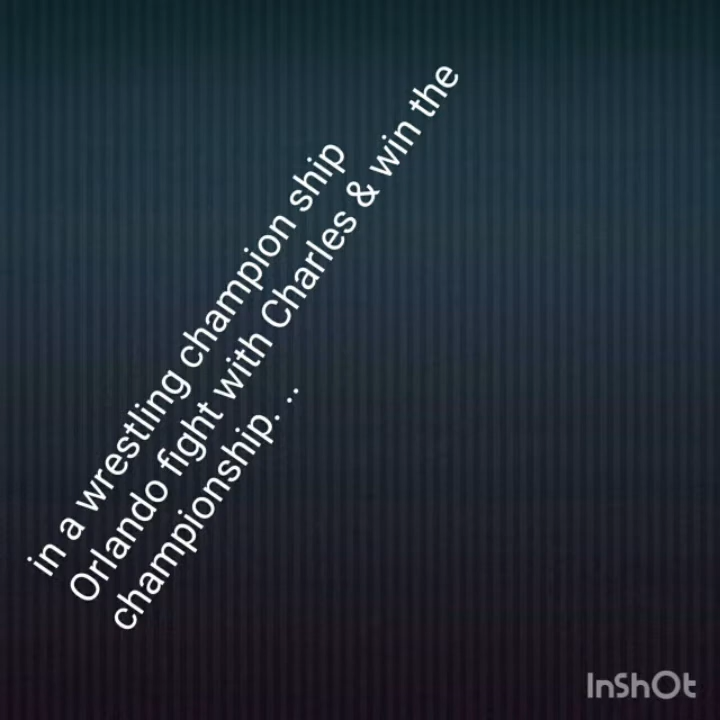 in a wrestling champion ship
Orlando fight with Charles & win the
championship. ..
InShOt